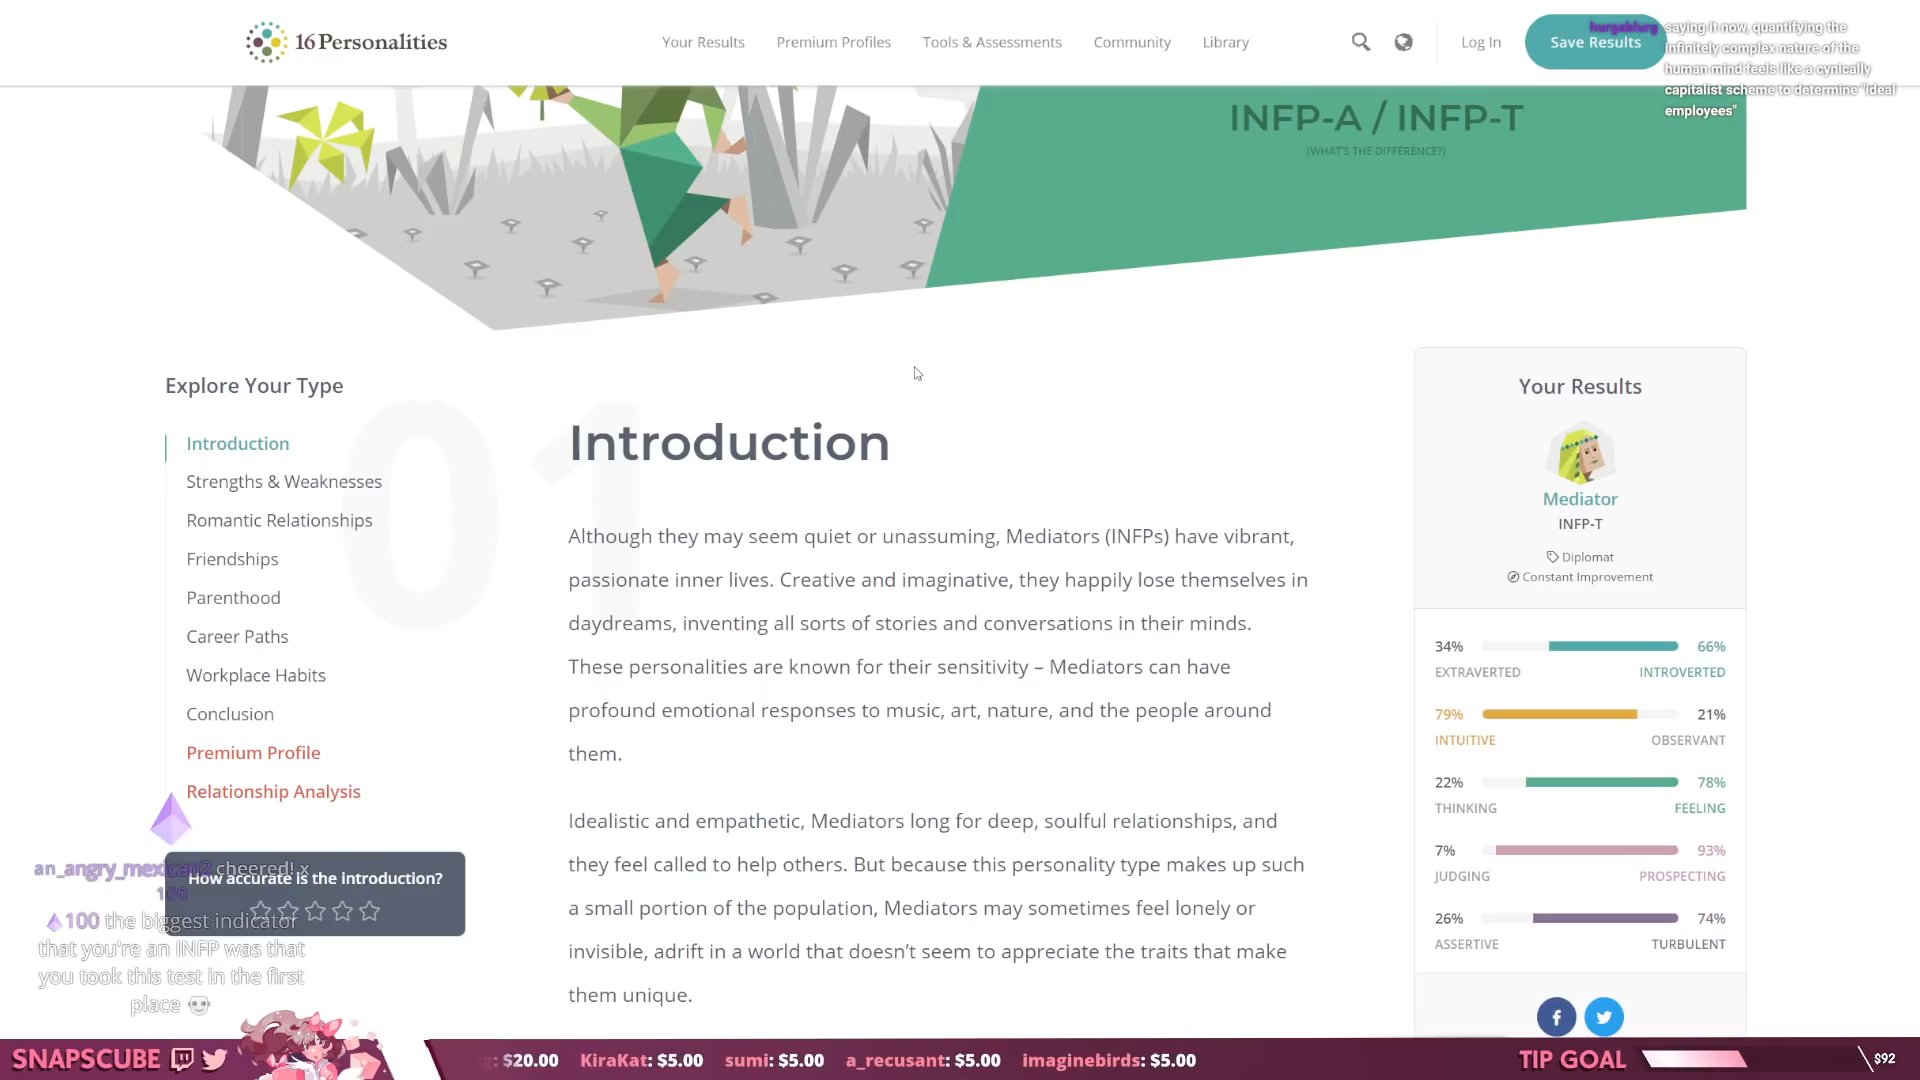 16Personalities
Your Results
Premium Profiles
Tools & Assessments
Community
Library
Log In
Save Results
hurgablurg saying it now, quantifying the
infinitely complex nature of the
human mind feels like a cynically
capitalist scheme to determine "ideal
employees"
INFP-A / INFP-T
(WHAT'S THE DIFFERENCE?)
Explore Your Type
Introduction
Strengths & Weaknesses
Romantic Relationships
Friendships
Parenthood
Career Paths
Workplace Habits
Conclusion
Premium Profile
Relationship Analysis
How accurate is the introduction?
an_angry_mexican2 cheered! x
100
100 the biggest indicator
that you're an INFP was that
you took this test in the first
place
01
Introduction
Although they may seem quiet or unassuming, Mediators (INFPs) have vibrant,
passionate inner lives. Creative and imaginative, they happily lose themselves in
daydreams, inventing all sorts of stories and conversations in their minds.
These personalities are known for their sensitivity – Mediators can have
profound emotional responses to music, art, nature, and the people around
them.
Idealistic and empathetic, Mediators long for deep, soulful relationships, and
they feel called to help others. But because this personality type makes up such
a small portion of the population, Mediators may sometimes feel lonely or
invisible, adrift in a world that doesn't seem to appreciate the traits that make
them unique.
Your Results
Mediator
INFP-T
Diplomat
Constant Improvement
34% 66%
EXTRAVERTED INTROVERTED
79% 21%
INTUITIVE OBSERVANT
22% 78%
THINKING FEELING
7% 93%
JUDGING PROSPECTING
26% 74%
ASSERTIVE TURBULENT
SNAPSCUBE
: $20.00 KiraKat: $5.00 sumi: $5.00 a_recusant: $5.00 imaginebirds: $5.00
TIP GOAL
$92